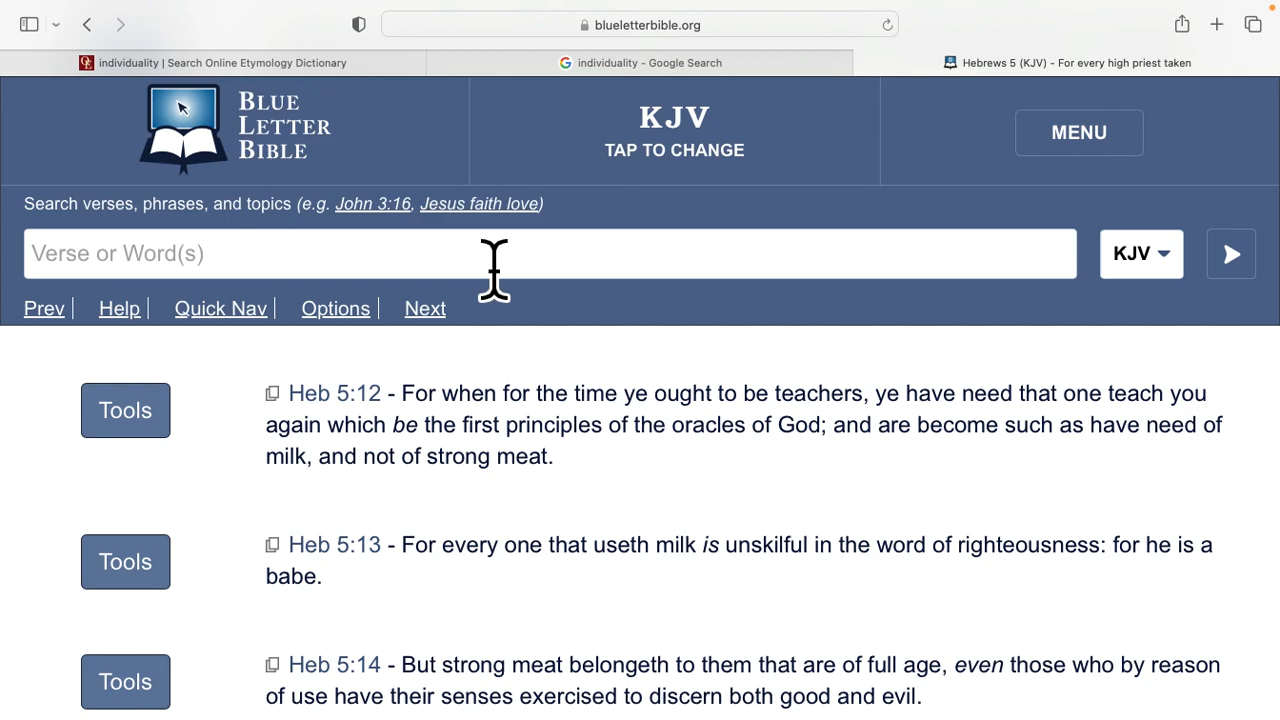 blueletterbible.org
individuality | Search Online Etymology Dictionary
individuality - Google Search
Hebrews 5 (KJV) - For every high priest taken
BLUE
LETTER
BIBLE
KJV
TAP TO CHANGE
MENU
Search verses, phrases, and topics (e.g. John 3:16, Jesus faith love)
Verse or Word(s)
KJV
Prev | Help | Quick Nav | Options | Next
Tools
Heb 5:12 - For when for the time ye ought to be teachers, ye have need that one teach you
again which be the first principles of the oracles of God; and are become such as have need of
milk, and not of strong meat.
Tools
Heb 5:13 - For every one that useth milk is unskilful in the word of righteousness: for he is a
babe.
Tools
Heb 5:14 - But strong meat belongeth to them that are of full age, even those who by reason
of use have their senses exercised to discern both good and evil.